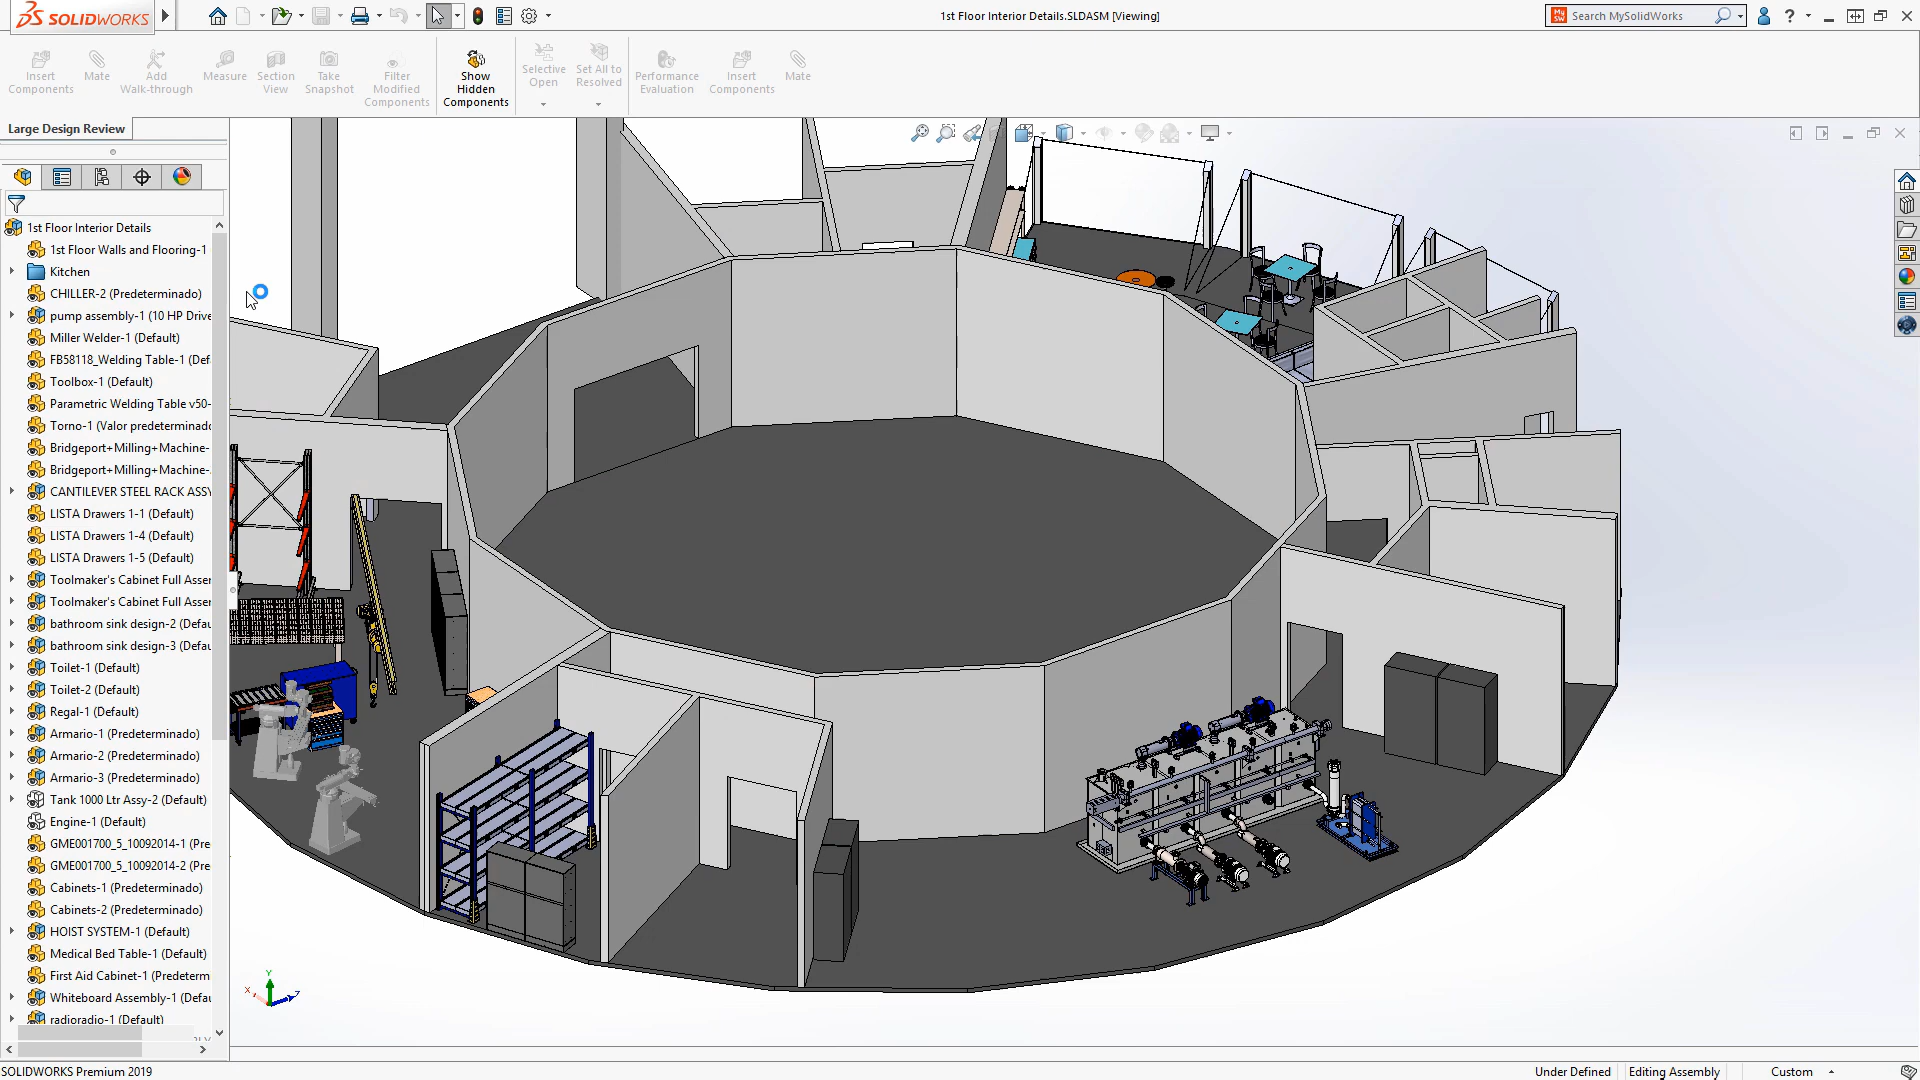 SOLIDWORKS
1st Floor Interior Details.SLDASM [Viewing]
Search MySolidWorks
Insert Components
Mate
Add Walk-through
Measure
Section View
Take Snapshot
Filter Modified Components
Show Hidden Components
Selective Open
Set All to Resolved
Performance Evaluation
Insert Components
Mate
Large Design Review
1st Floor Interior Details
1st Floor Walls and Flooring-1
Kitchen
CHILLER-2 (Predeterminado)
pump assembly-1 (10 HP Drive
Miller Welder-1 (Default)
FB58118_Welding Table-1 (Def
Toolbox-1 (Default)
Parametric Welding Table v50-
Torno-1 (Valor predeterminado
Bridgeport+Milling+Machine-
Bridgeport+Milling+Machine-
CANTILEVER STEEL RACK ASSY
LISTA Drawers 1-1 (Default)
LISTA Drawers 1-4 (Default)
LISTA Drawers 1-5 (Default)
Toolmaker's Cabinet Full Asser
Toolmaker's Cabinet Full Asser
bathroom sink design-2 (Defau
bathroom sink design-3 (Defau
Toilet-1 (Default)
Toilet-2 (Default)
Regal-1 (Default)
Armario-1 (Predeterminado)
Armario-2 (Predeterminado)
Armario-3 (Predeterminado)
Tank 1000 Ltr Assy-2 (Default)
Engine-1 (Default)
GME001700_5_10092014-1 (Pre
GME001700_5_10092014-2 (Pre
Cabinets-1 (Predeterminado)
Cabinets-2 (Predeterminado)
HOIST SYSTEM-1 (Default)
Medical Bed Table-1 (Default)
First Aid Cabinet-1 (Predeterm
Whiteboard Assembly-1 (Defau
radioradio-1 (Default)
Y
X
Z
SOLIDWORKS Premium 2019
Under Defined
Editing Assembly
Custom